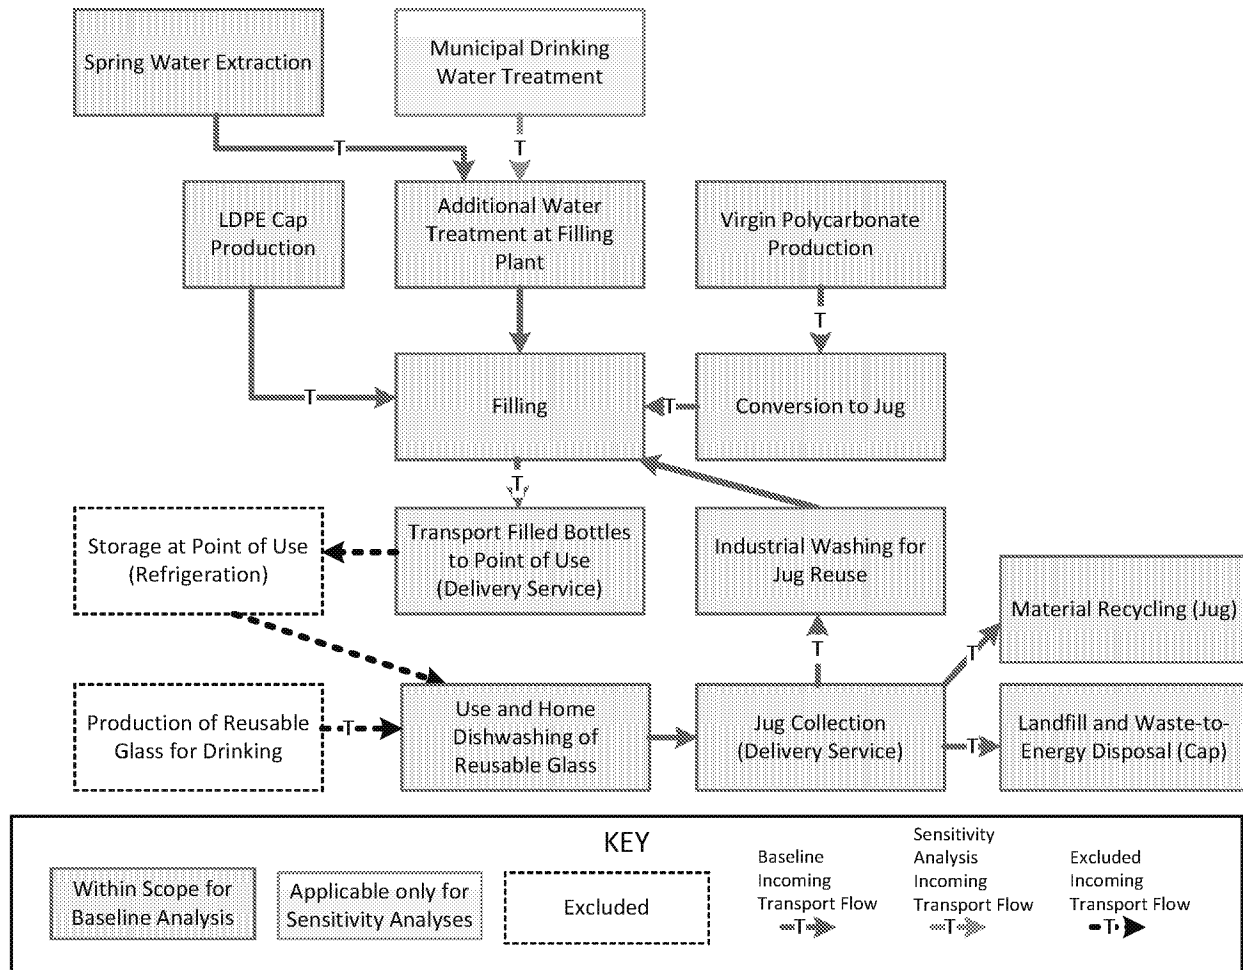 Spring Water Extraction
Municipal Drinking
Water Treatment
T
T
LDPE Cap
Production
Additional Water
Treatment at Filling
Plant
Virgin Polycarbonate
Production
T
T
Filling
T
Conversion to Jug
T
Storage at Point of Use
(Refrigeration)
Transport Filled Bottles
to Point of Use
(Delivery Service)
Industrial Washing for
Jug Reuse
Material Recycling (Jug)
T
T
Production of Reusable
Glass for Drinking
T
Use and Home
Dishwashing of
Reusable Glass
Jug Collection
(Delivery Service)
T
Landfill and Waste-to-
Energy Disposal (Cap)
KEY
Within Scope for
Baseline Analysis
Applicable only for
Sensitivity Analyses
Excluded
Baseline
Incoming
Transport Flow
T
Sensitivity
Analysis
Incoming
Transport Flow
T
Excluded
Incoming
Transport Flow
T